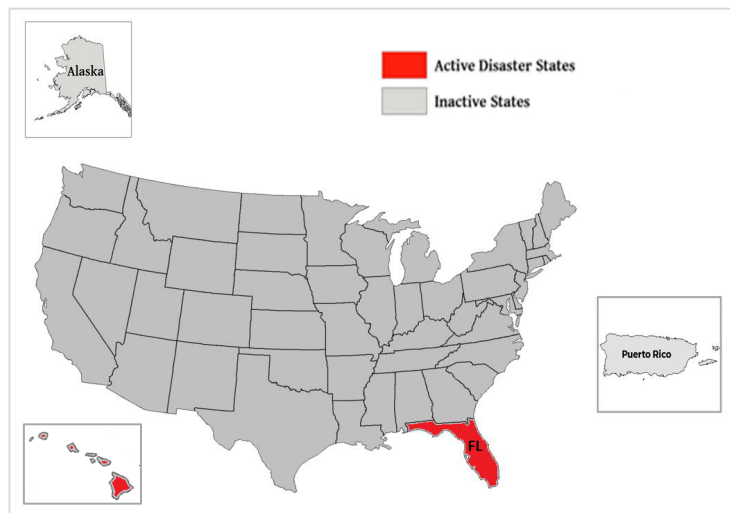 Alaska
Active Disaster States
Inactive States
Puerto Rico
FL